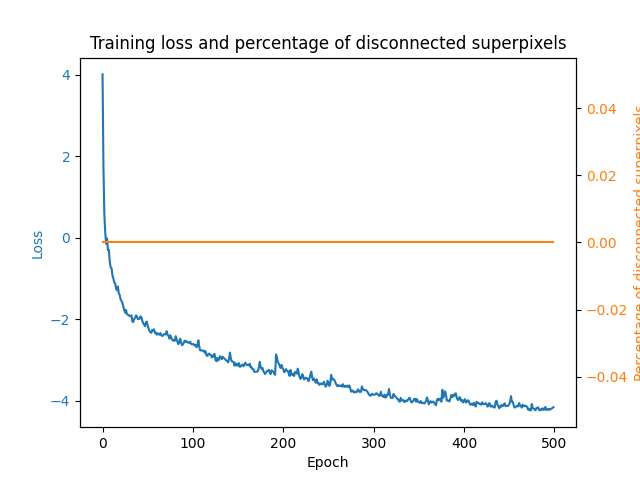 Training loss and percentage of disconnected superpixels
4
2
0
−2
−4
Loss
0.04
0.02
0.00
−0.02
−0.04
Percentage of disconnected superpixels
0 100 200 300 400 500
Epoch